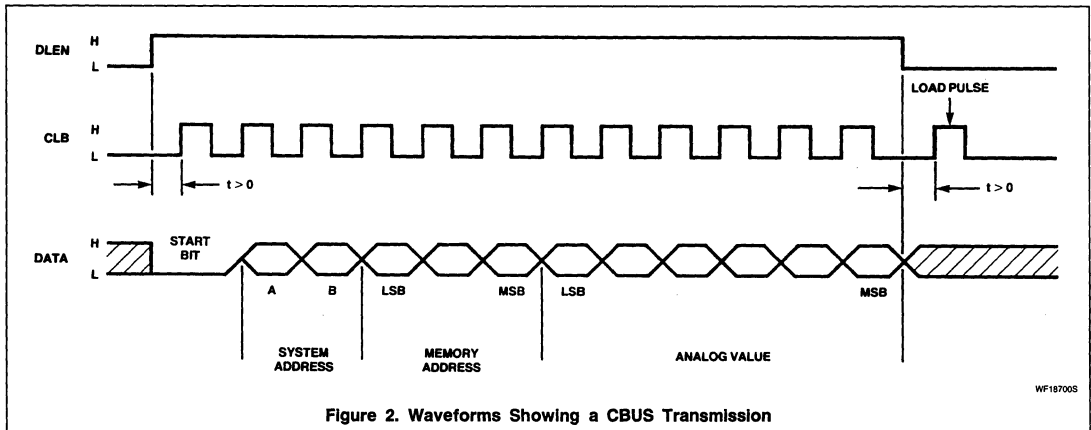 DLEN H
L
LOAD PULSE
CLB H
L
t > 0 t > 0
DATA H START
BIT
L
A B LSB MSB LSB MSB
SYSTEM
ADDRESS MEMORY
ADDRESS ANALOG VALUE
WF18700S
Figure 2. Waveforms Showing a CBUS Transmission